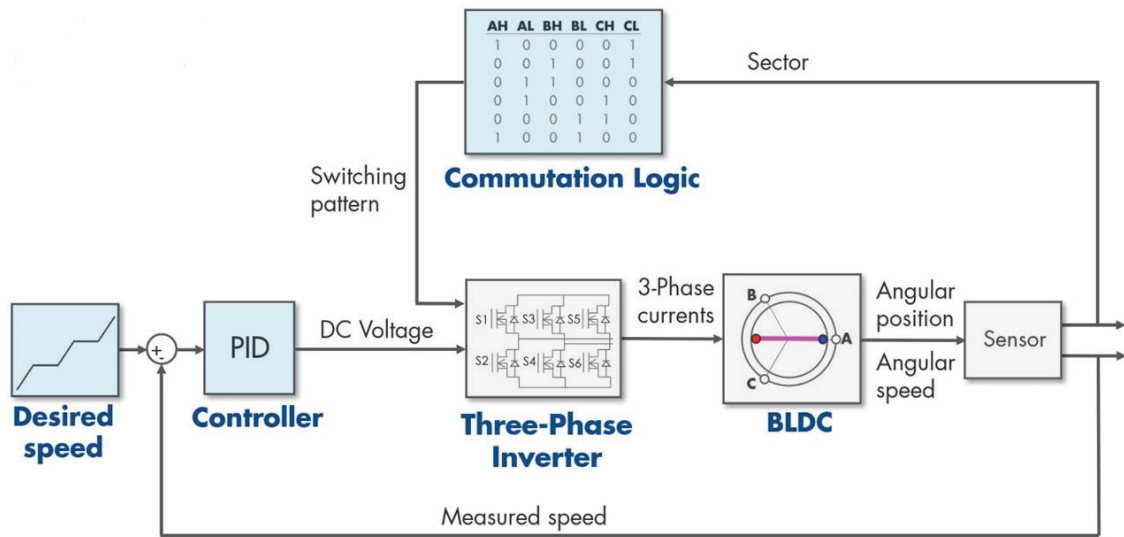 AH AL BH BL CH CL
1 0 0 0 0 1
0 0 1 0 0 1
0 1 1 0 0 0
0 1 0 0 1 0
0 0 0 1 1 0
1 0 0 1 0 0
Commutation Logic
Sector
Switching
pattern
Desired
speed
+
-
PID
Controller
DC Voltage
S1 S3 S5
S2 S4 S6
Three-Phase
Inverter
3-Phase
currents
B
A
C
BLDC
Angular
position
Angular
speed
Sensor
Measured speed